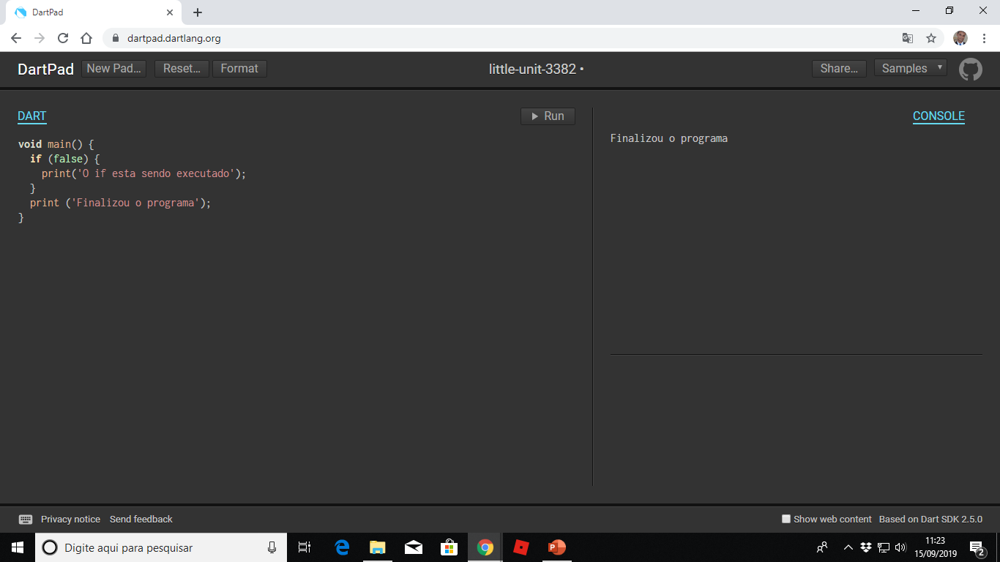 DartPad
dartpad.dartlang.org
DartPad New Pad... Reset... Format little-unit-3382 • Share... Samples
DART Run CONSOLE
void main() {
  if (false) {
    print('O if esta sendo executado');
  }
  print ('Finalizou o programa');
}
Finalizou o programa
Privacy notice Send feedback Show web content Based on Dart SDK 2.5.0
Digite aqui para pesquisar
11:23
15/09/2019
2